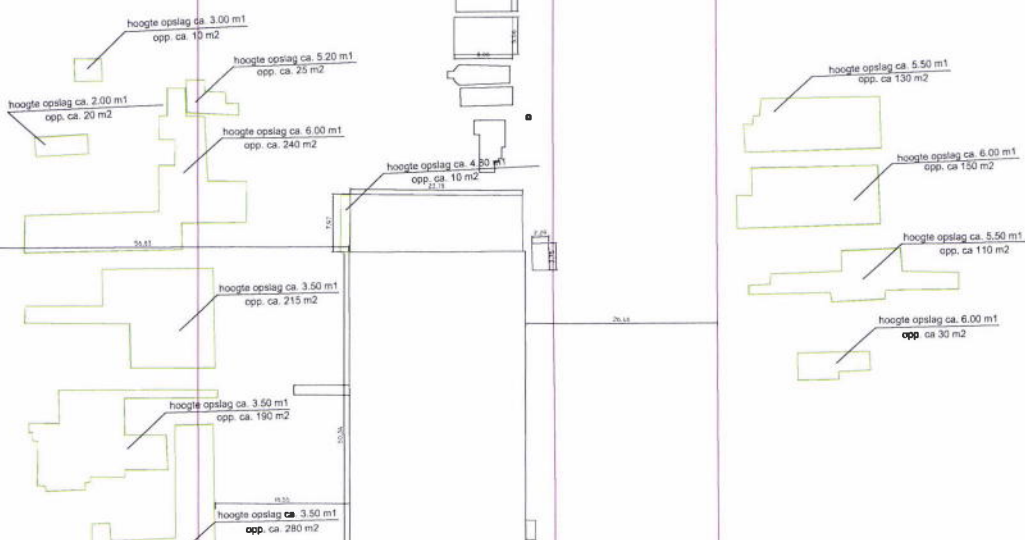 hoogte opslag ca. 3.00 m1
opp. ca. 10 m2
hoogte opslag ca. 5.20 m1
opp. ca. 25 m2
hoogte opslag ca. 2.00 m1
opp. ca. 20 m2
hoogte opslag ca. 6.00 m1
opp. ca. 240 m2
hoogte opslag ca. 4.80 m1
opp. ca. 10 m2
hoogte opslag ca. 5.50 m1
opp. ca 130 m2
hoogte opslag ca. 6.00 m1
opp. ca 150 m2
hoogte opslag ca. 5.50 m1
opp. ca 110 m2
hoogte opslag ca. 6.00 m1
opp. ca 30 m2
hoogte opslag ca. 3.50 m1
opp. ca. 215 m2
hoogte opslag ca. 3.50 m1
opp. ca. 190 m2
hoogte opslag ca. 3.50 m1
opp. ca. 280 m2